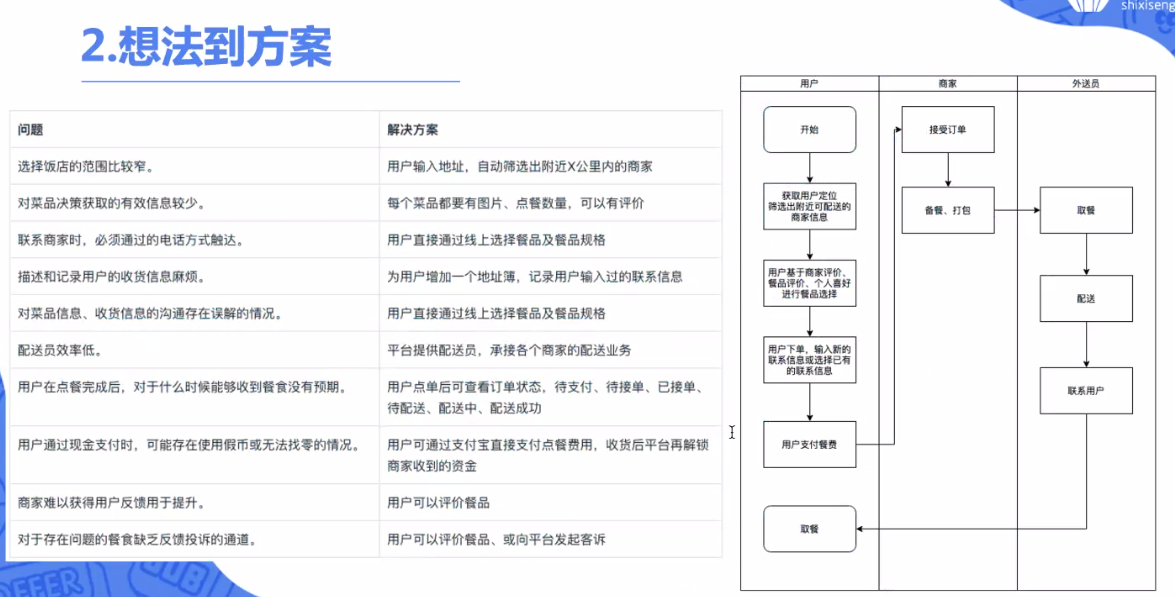 shixiseng
2.想法到方案
问题
解决方案
选择饭店的范围比较窄。
用户输入地址，自动筛选出附近X公里内的商家
对菜品决策获取的有效信息较少。
每个菜品都要有图片、点餐数量，可以有评价
联系商家时，必须通过的电话方式触达。
用户直接通过线上选择餐品及餐品规格
描述和记录用户的收货信息麻烦。
为用户增加一个地址簿，记录用户输入过的联系信息
对菜品信息、收货信息的沟通存在误解的情况。
用户直接通过线上选择餐品及餐品规格
配送员效率低。
平台提供配送员，承接各个商家的配送业务
用户在点餐完成后，对于什么时候能够收到餐食没有预期。
用户点单后可查看订单状态，待支付、待接单、已接单、
待配送、配送中、配送成功
用户通过现金支付时，可能存在使用假币或无法找零的情况。
用户可通过支付宝直接支付点餐费用，收货后平台再解锁
商家收到的资金
商家难以获得用户反馈用于提升。
用户可以评价餐品
对于存在问题的餐食缺乏反馈投诉的通道。
用户可以评价餐品、或向平台发起客诉
用户
商家
外送员
开始
获取用户定位
筛选出附近可配送的
商家信息
用户基于商家评价、
餐品评价、个人喜好
进行餐品选择
用户下单，输入新的
联系信息或选择已有
的联系信息
用户支付餐费
取餐
接受订单
备餐、打包
取餐
配送
联系用户
OFFER